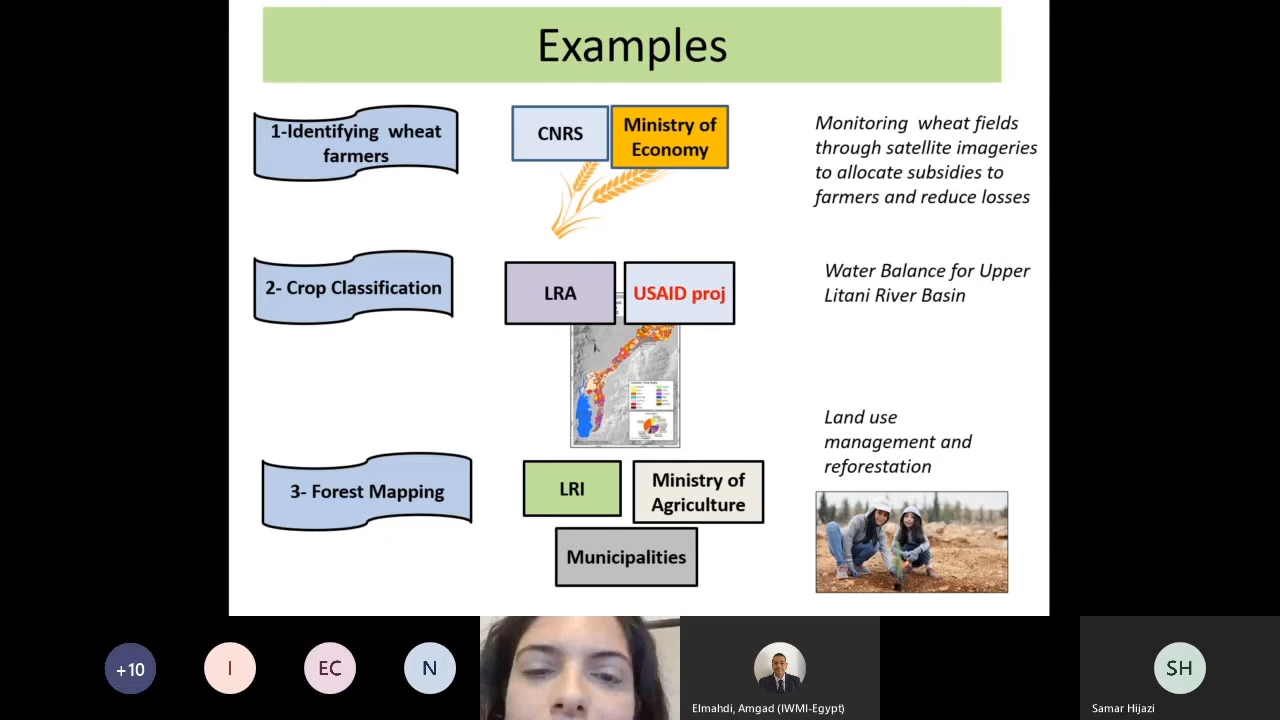 Examples
1-Identifying wheat
farmers
CNRS
Ministry of
Economy
Monitoring wheat fields
through satellite imageries
to allocate subsidies to
farmers and reduce losses
2- Crop Classification
LRA
USAID proj
Water Balance for Upper
Litani River Basin
3- Forest Mapping
LRI
Ministry of
Agriculture
Municipalities
Land use
management and
reforestation
+10
I
EC
N
Elmahdi, Amgad (IWMI-Egypt)
SH
Samar Hijazi